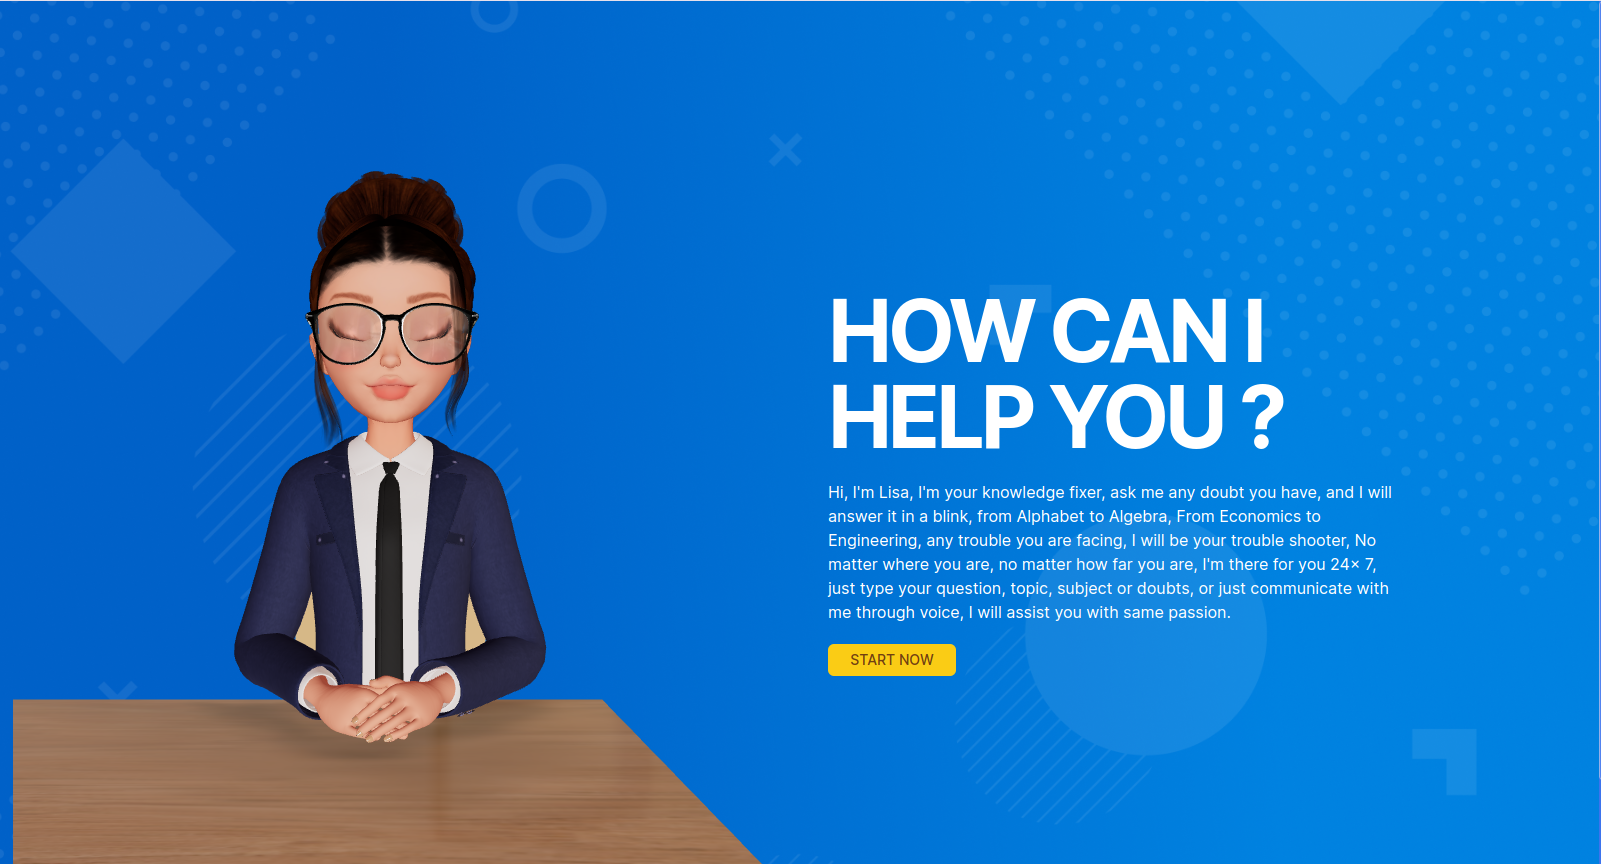 HOW CAN I
HELP YOU ?
Hi, I'm Lisa, I'm your knowledge fixer, ask me any doubt you have, and I will
answer it in a blink, from Alphabet to Algebra, From Economics to
Engineering, any trouble you are facing, I will be your trouble shooter, No
matter where you are, no matter how far you are, I'm there for you 24× 7,
just type your question, topic, subject or doubts, or just communicate with
me through voice, I will assist you with same passion.
START NOW